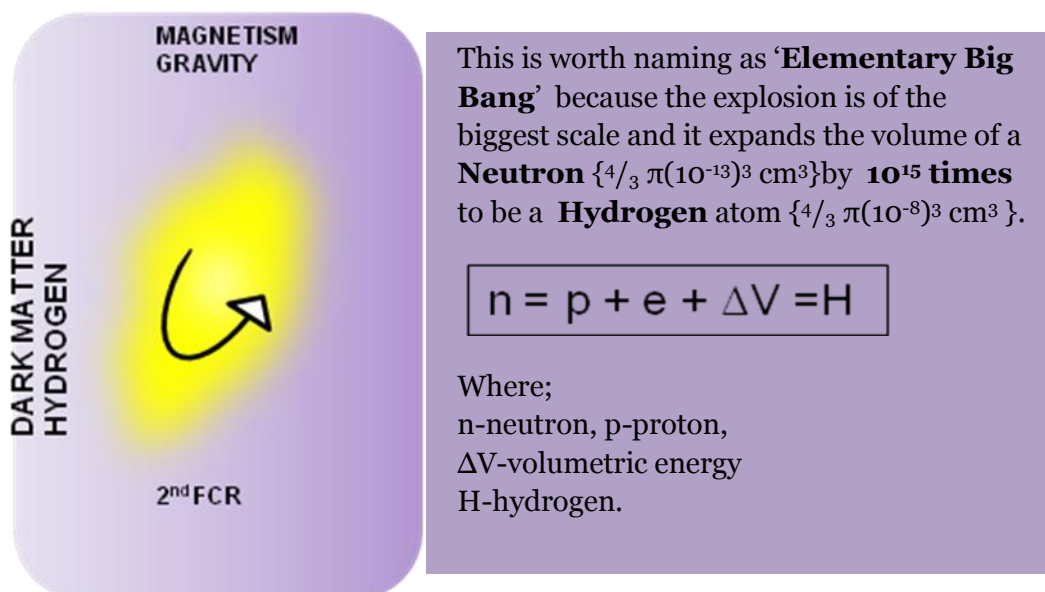 MAGNETISM
GRAVITY
DARK MATTER
HYDROGEN
2ⁿᵈ FCR
This is worth naming as ‘Elementary Big
Bang’ because the explosion is of the
biggest scale and it expands the volume of a
Neutron {⁴/₃ π(10⁻¹³)³ cm³}by 10¹⁵ times
to be a Hydrogen atom {⁴/₃ π(10⁻⁸)³ cm³ }.
n = p + e + ΔV =H
Where;
n-neutron, p-proton,
ΔV-volumetric energy
H-hydrogen.